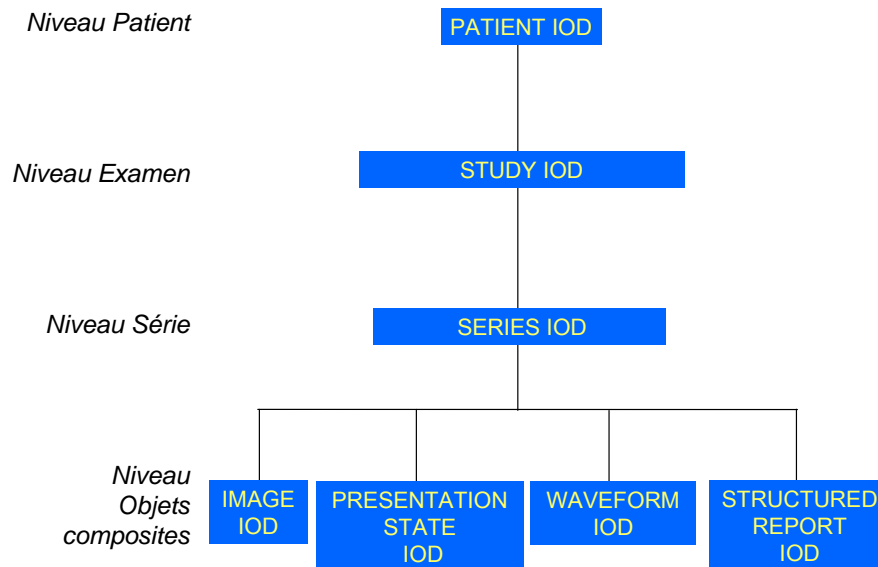 Niveau Patient
PATIENT IOD
Niveau Examen
STUDY IOD
Niveau Série
SERIES IOD
Niveau
Objets
composites
IMAGE
IOD
PRESENTATION
STATE
IOD
WAVEFORM
IOD
STRUCTURED
REPORT
IOD